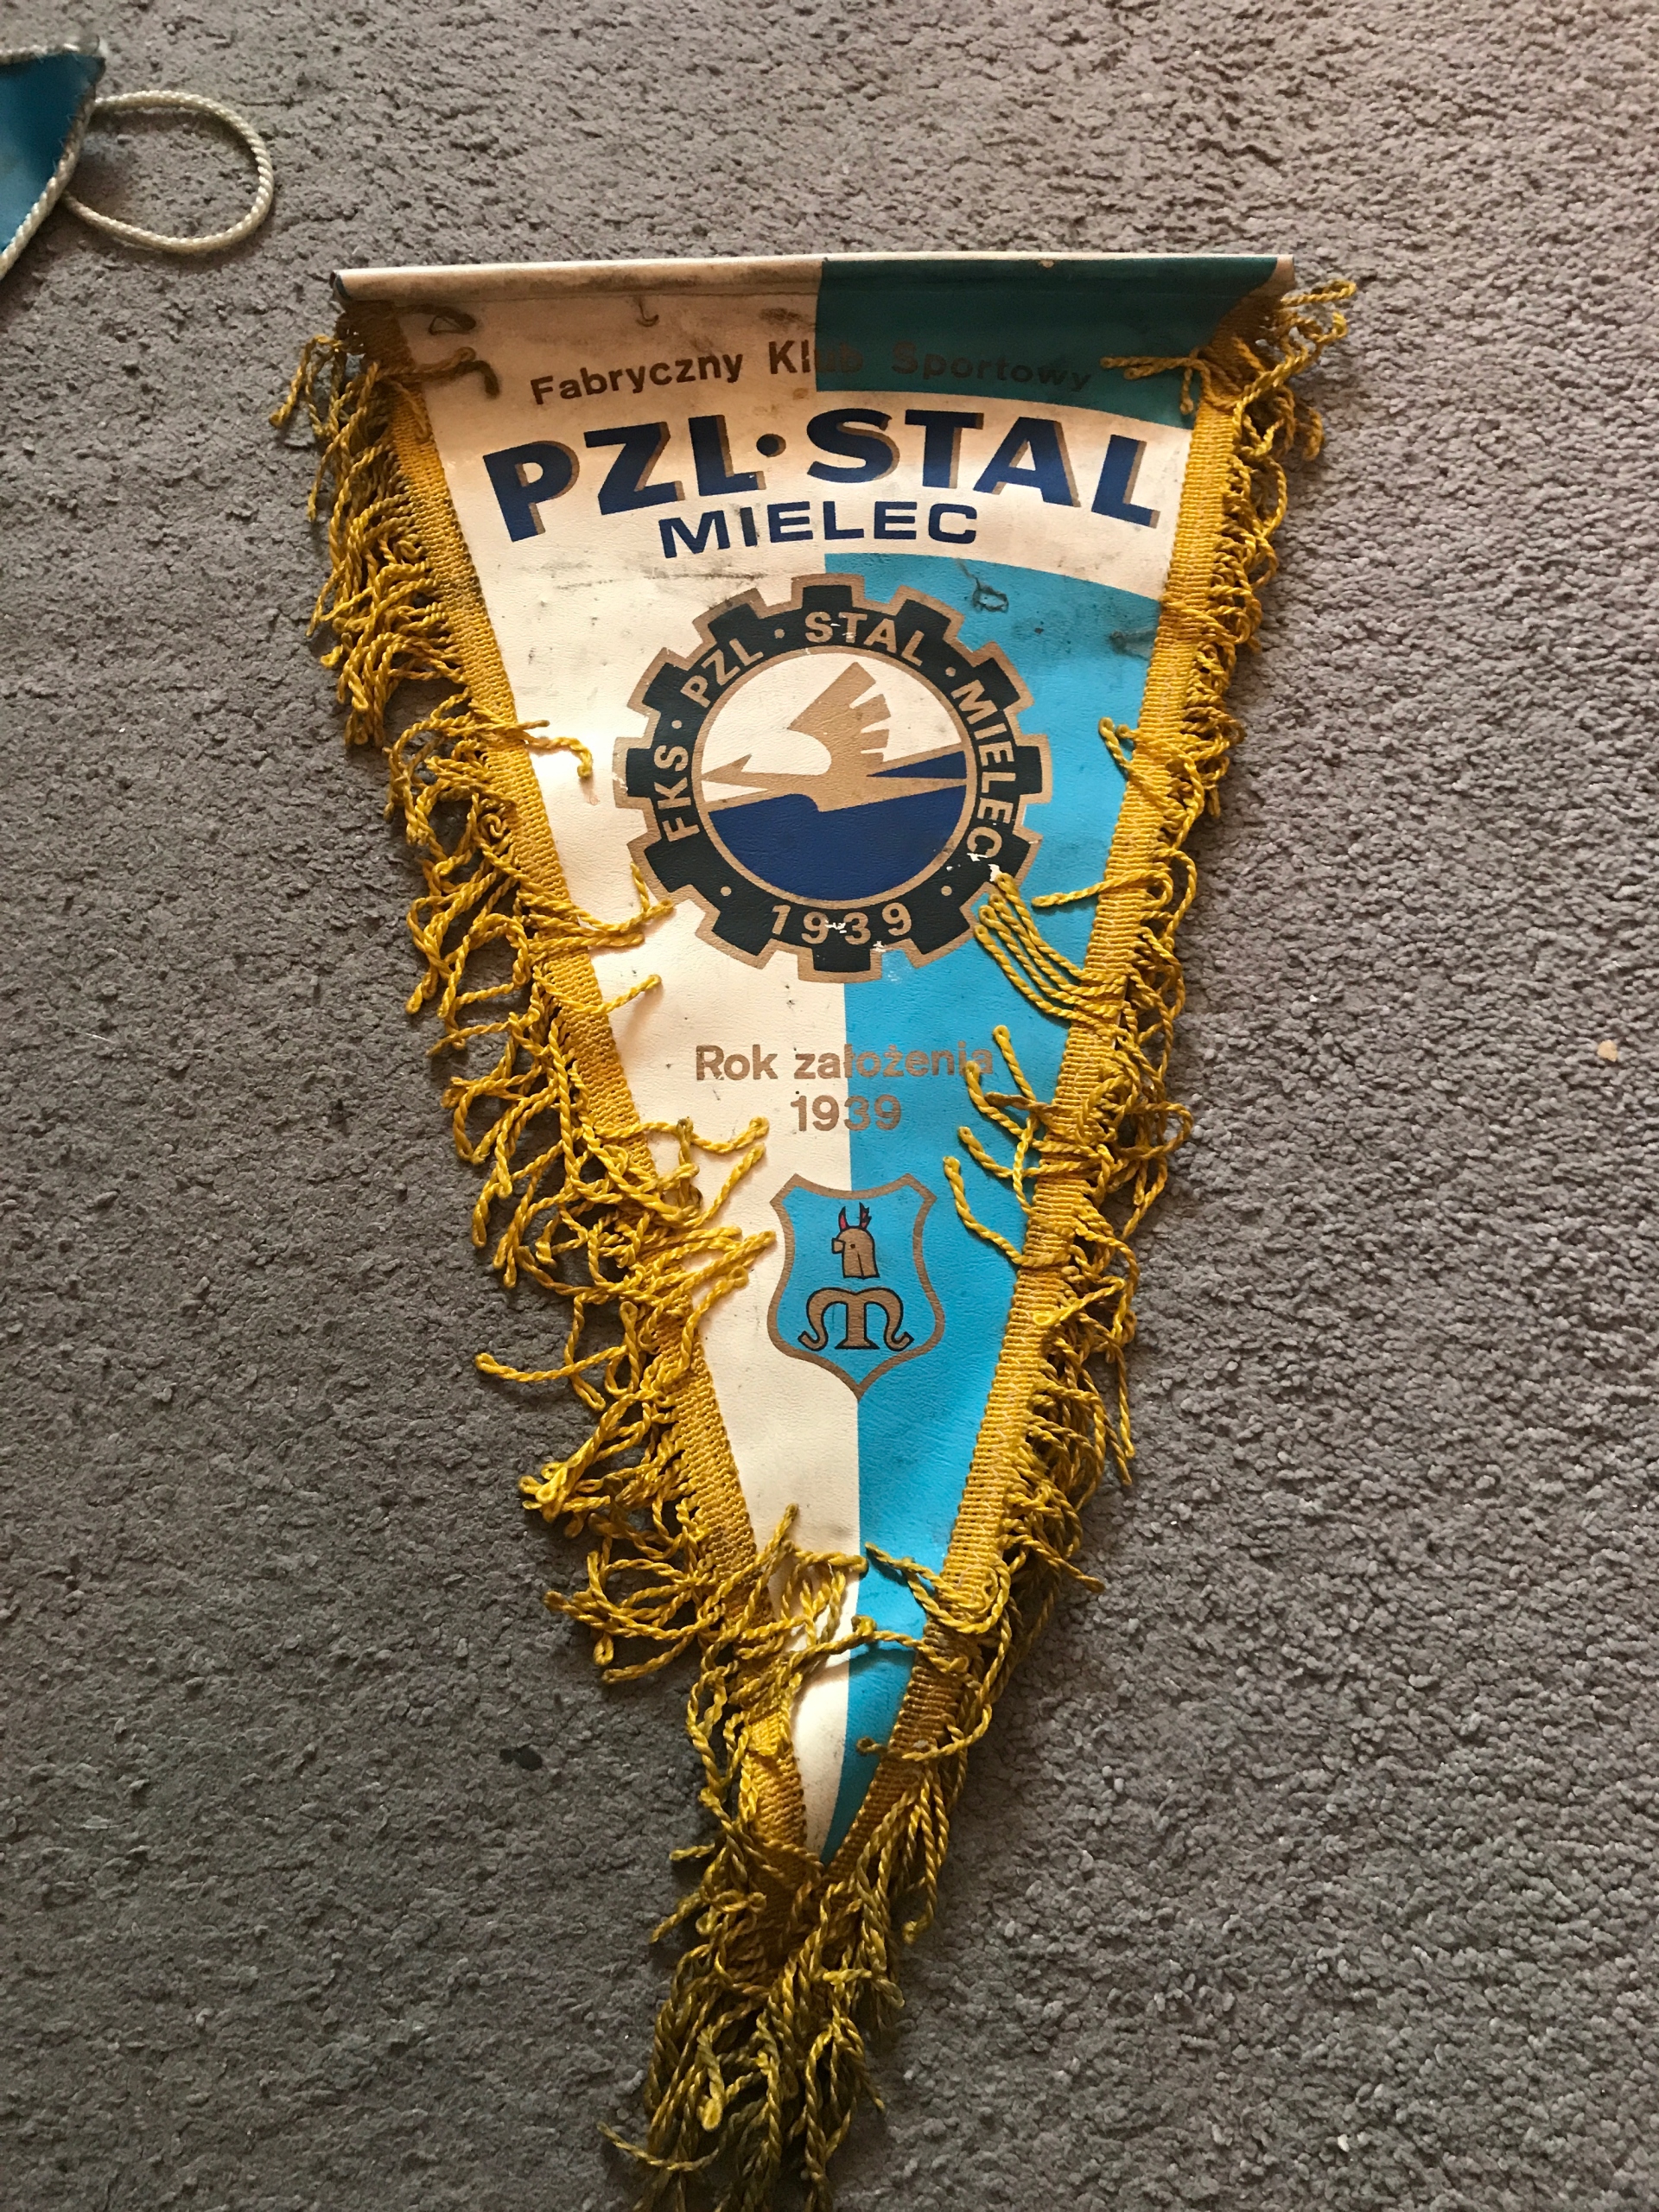 Fabryczny Klub Sportowy
PZL·STAL
MIELEC
FKS · PZL · STAL · MIELEC
· 1939 ·
Rok założenia
1939
M